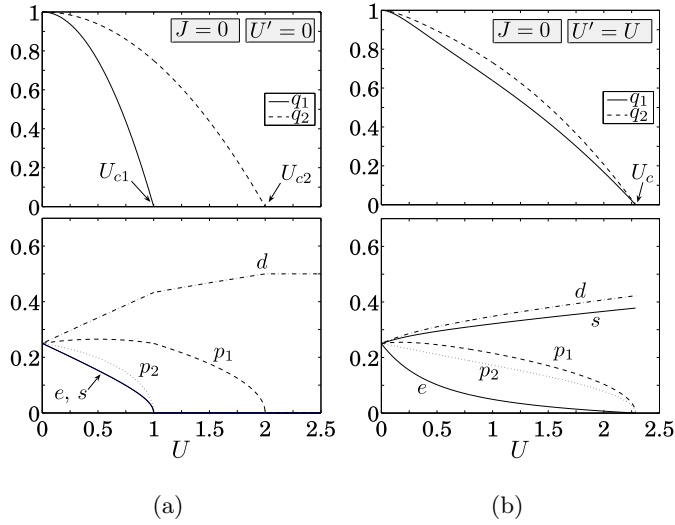 J = 0 U′ = 0
1
0.8
0.6
0.4
0.2
0
q1
q2
Uc1
Uc2
0.6
0.4
0.2
0
d
p1
p2
e, s
0 0.5 1 1.5 2 2.5
U
(a)
J = 0 U′ = U
1
0.8
0.6
0.4
0.2
0
q1
q2
Uc
0.6
0.4
0.2
0
d
s
p1
p2
e
0 0.5 1 1.5 2 2.5
U
(b)